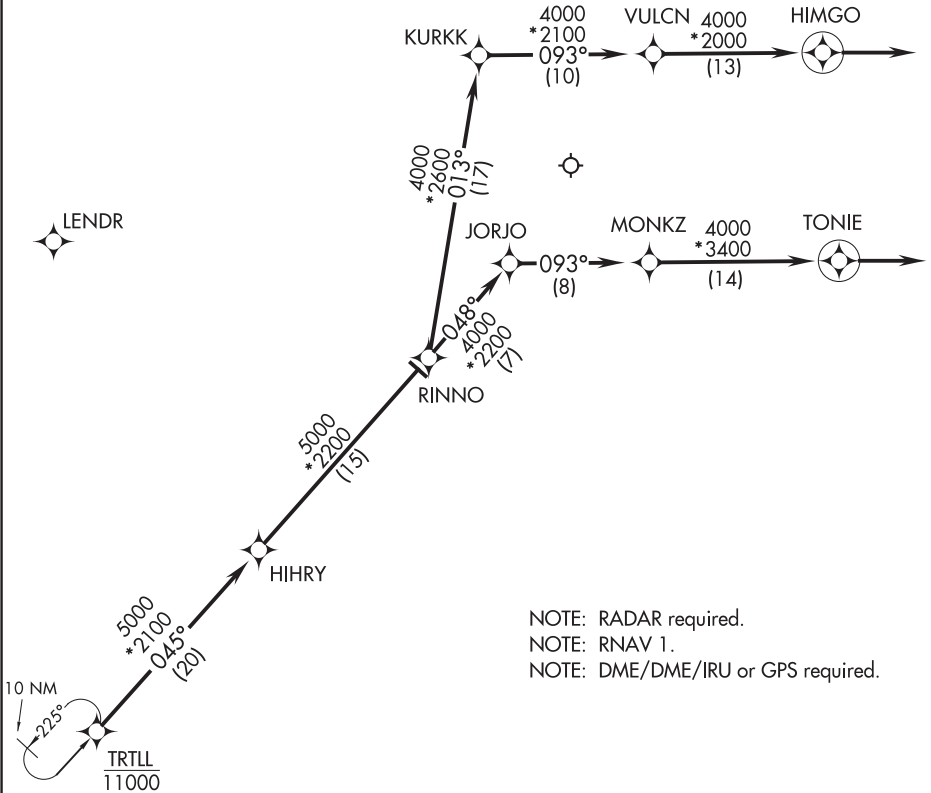 4000
*2100
093°
(10)
KURKK
VULCN
4000
*2000
(13)
HIMGO
4000
*2600
013°
(17)
LENDR
JORJO
093°
(8)
MONKZ
4000
*3400
(14)
TONIE
048°
4000
*2200
(7)
RINNO
5000
*2200
(15)
HIHRY
5000
*2100
045°
(20)
10 NM
225°
TRTLL
11000
NOTE: RADAR required.
NOTE: RNAV 1.
NOTE: DME/DME/IRU or GPS required.